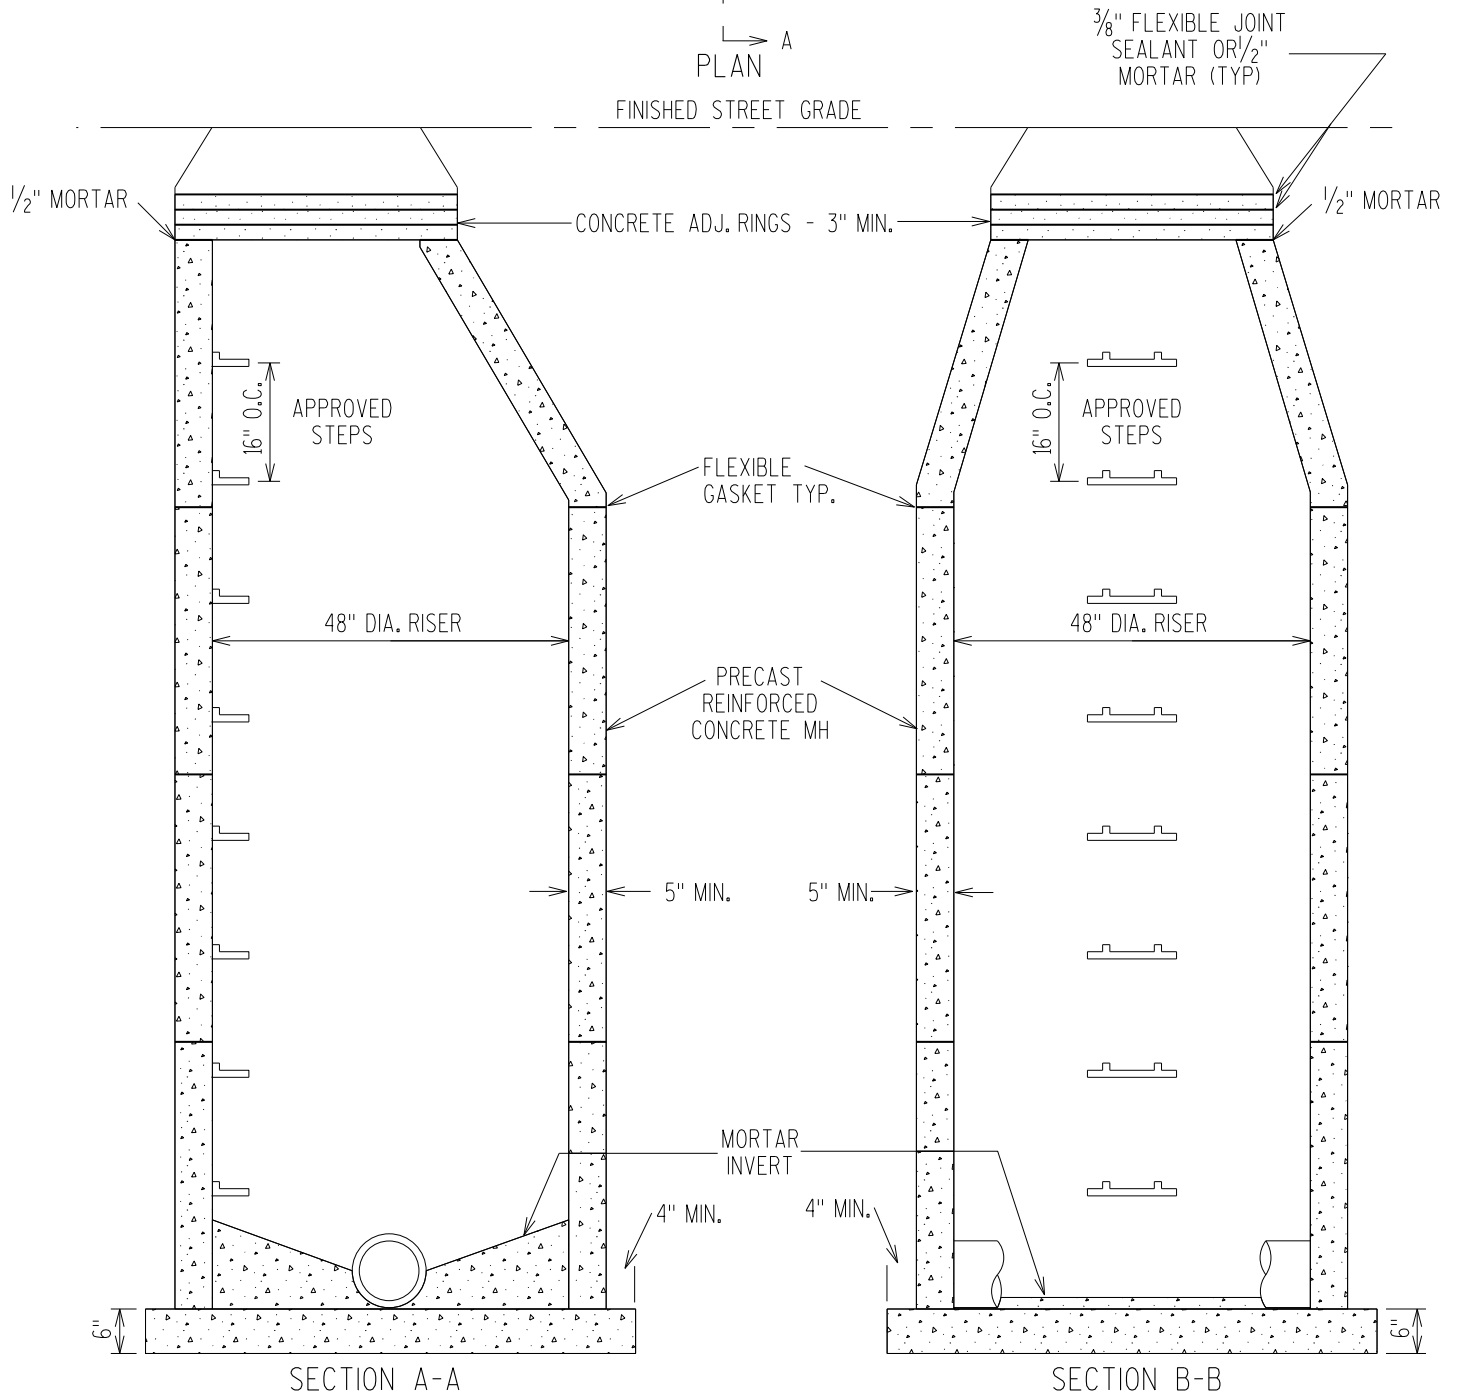 A
PLAN
3/8" FLEXIBLE JOINT
SEALANT OR 1/2"
MORTAR (TYP)
FINISHED STREET GRADE
1/2" MORTAR
CONCRETE ADJ. RINGS - 3" MIN.
1/2" MORTAR
16" O.C.
APPROVED
STEPS
16" O.C.
APPROVED
STEPS
FLEXIBLE
GASKET TYP.
48" DIA. RISER
48" DIA. RISER
PRECAST
REINFORCED
CONCRETE MH
5" MIN.
5" MIN.
MORTAR
INVERT
4" MIN.
4" MIN.
6"
6"
SECTION A-A
SECTION B-B